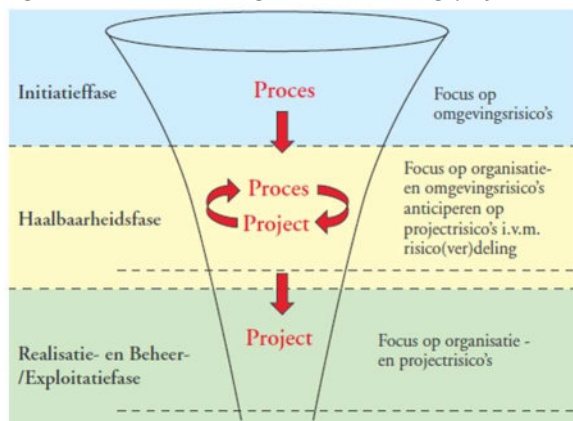 Initiatieffase
Proces
Focus op
omgevingsrisico's
Haalbaarheidsfase
Proces
Project
Focus op organisatie-
en omgevingsrisico's
anticiperen op
projectrisico's i.v.m.
risico(ver)deling
Realisatie- en Beheer-
/Exploitatiefase
Project
Focus op organisatie -
en projectrisico's